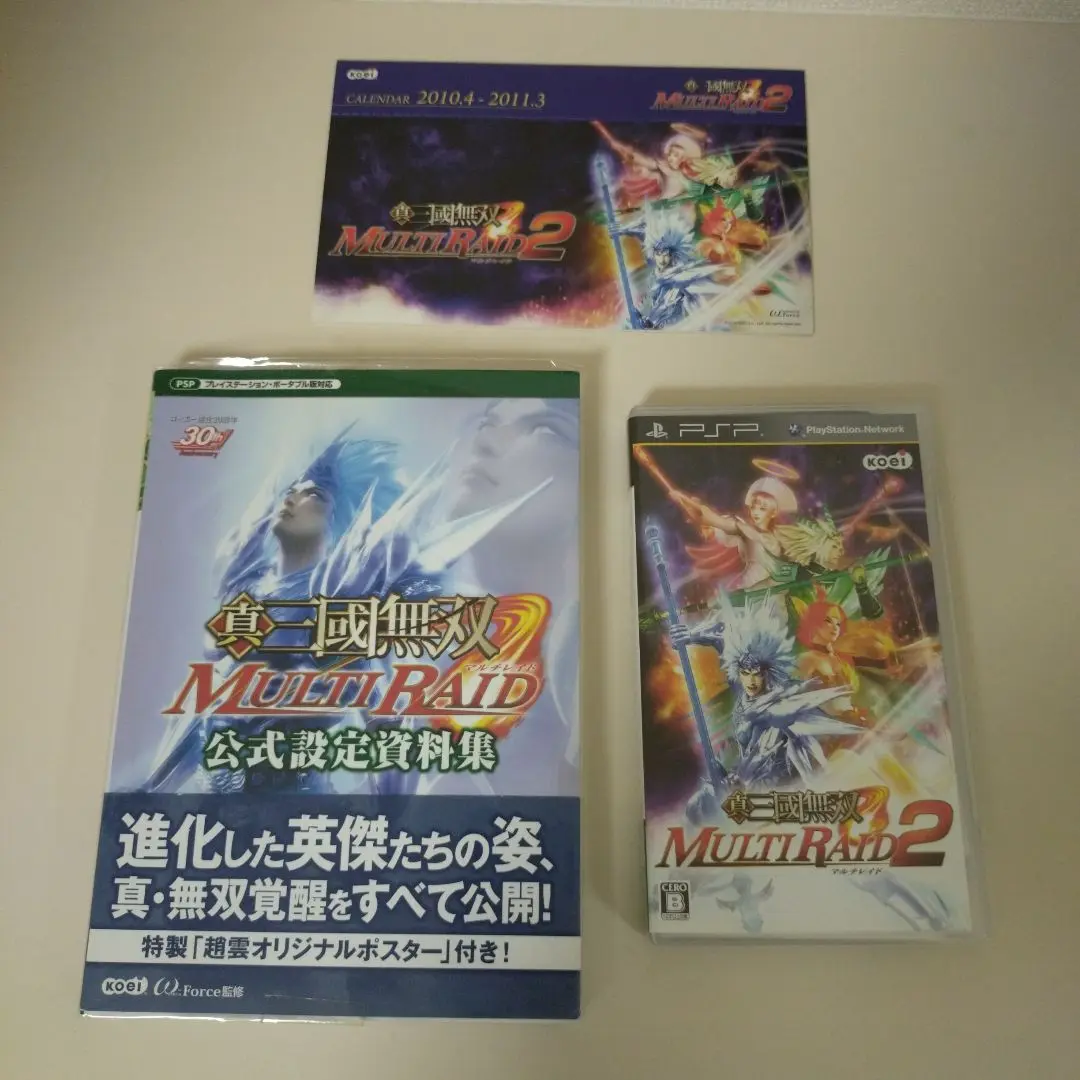 KOEI
CALENDAR 2010.4 - 2011.3
真・三國無双
MULTI RAID 2
真・三國無双
MULTI RAID 2
マルチレイド
ω-Force
PSP プレイステーション・ポータブル版対応
30th
真・三國無双
マルチレイド
MULTI RAID
公式設定資料集
進化した英傑たちの姿、
真・無双覚醒をすべて公開!
特製「趙雲オリジナルポスター」付き!
KOEI ω-Force監修
PSP PlayStation Network
KOEI
真・三國無双
MULTI RAID 2
マルチレイド
CERO
B